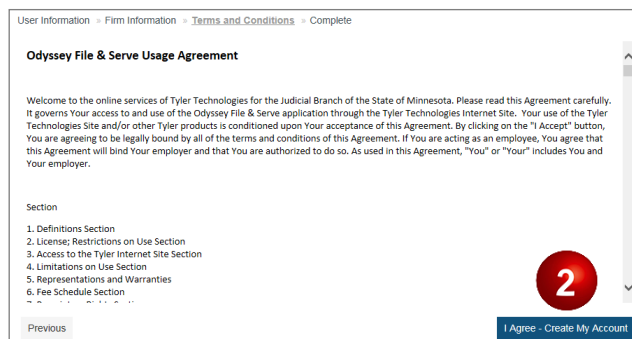 User Information » Firm Information » Terms and Conditions » Complete
Odyssey File & Serve Usage Agreement
Welcome to the online services of Tyler Technologies for the Judicial Branch of the State of Minnesota. Please read this Agreement carefully.
It governs Your access to and use of the Odyssey File & Serve application through the Tyler Technologies Internet Site. Your use of the Tyler
Technologies Site and/or other Tyler products is conditioned upon Your acceptance of this Agreement. By clicking on the "I Accept" button,
You are agreeing to be legally bound by all of the terms and conditions of this Agreement. If You are acting as an employee, You agree that
this Agreement will bind Your employer and that You are authorized to do so. As used in this Agreement, "You" or "Your" includes You and
Your employer.
Section
1. Definitions Section
2. License; Restrictions on Use Section
3. Access to the Tyler Internet Site Section
4. Limitations on Use Section
5. Representations and Warranties
6. Fee Schedule Section
2
Previous
I Agree - Create My Account